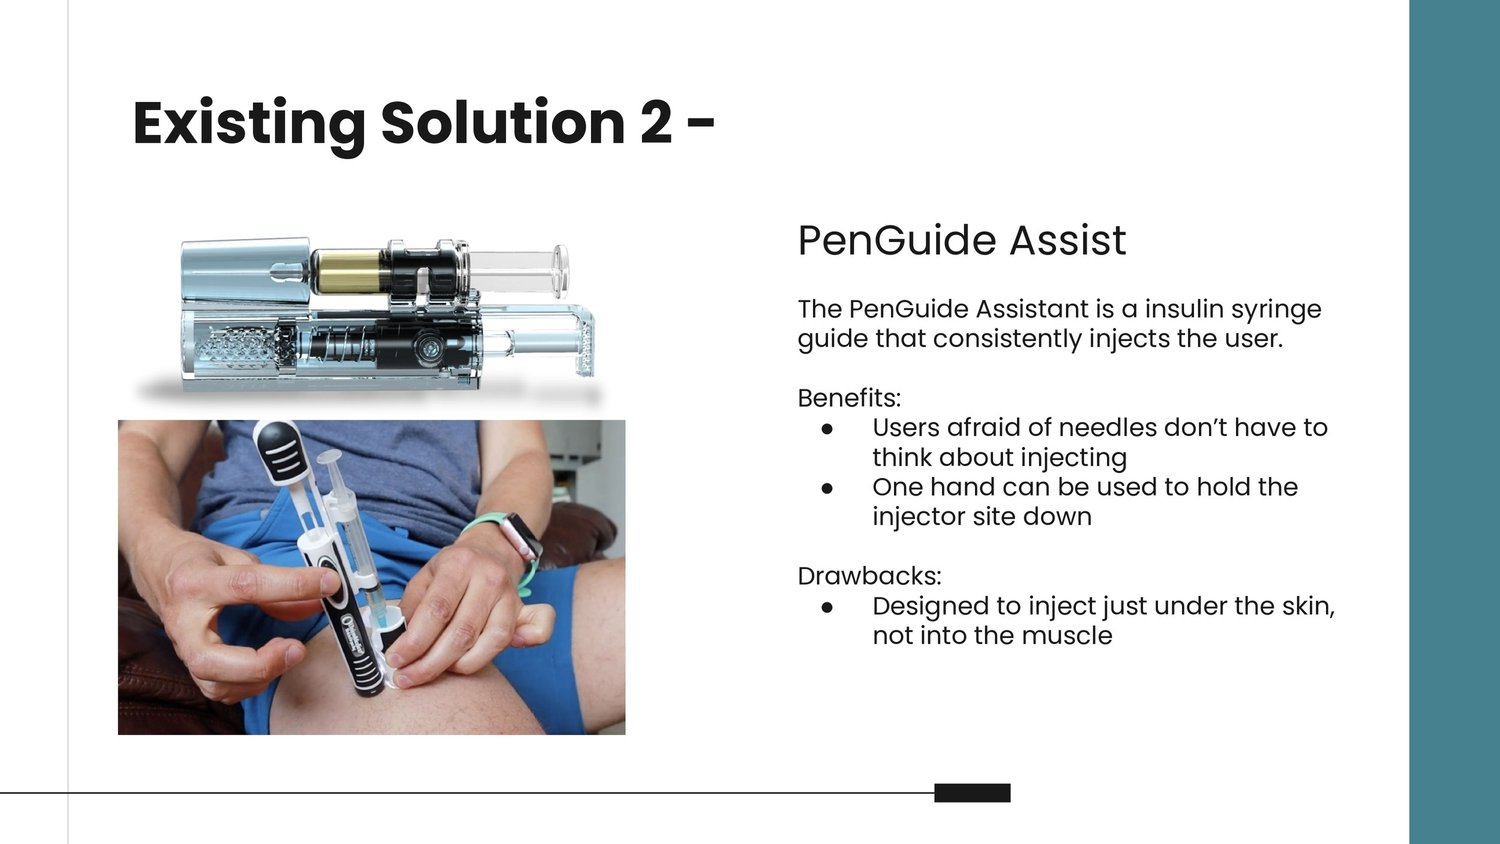 Existing Solution 2 -
PenGuide Assist
The PenGuide Assistant is a insulin syringe
guide that consistently injects the user.
Benefits:
● Users afraid of needles don’t have to
think about injecting
● One hand can be used to hold the
injector site down
Drawbacks:
● Designed to inject just under the skin,
not into the muscle